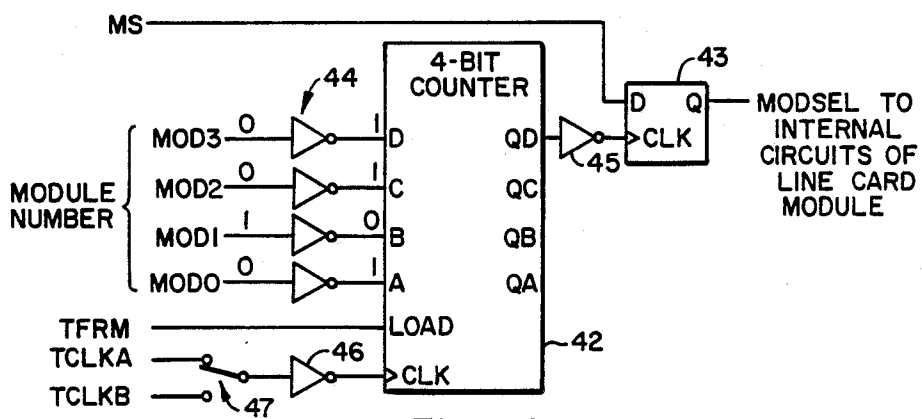 MS
4-BIT
COUNTER
43
D Q
CLK
MODSEL TO
INTERNAL
CIRCUITS OF
LINE CARD
MODULE
44
MODULE
NUMBER
MOD3 0 1 D QD
45
MOD2 0 1 C QC
MOD1 1 0 B QB
MOD0 0 1 A QA
TFRM LOAD
42
TCLKA
46
CLK
TCLKB
47